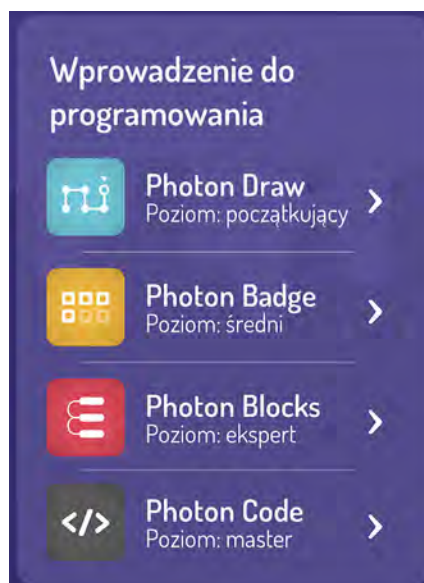 Wprowadzenie do
programowania
Photon Draw
Poziom: początkujący
Photon Badge
Poziom: średni
Photon Blocks
Poziom: ekspert
</>
Photon Code
Poziom: master